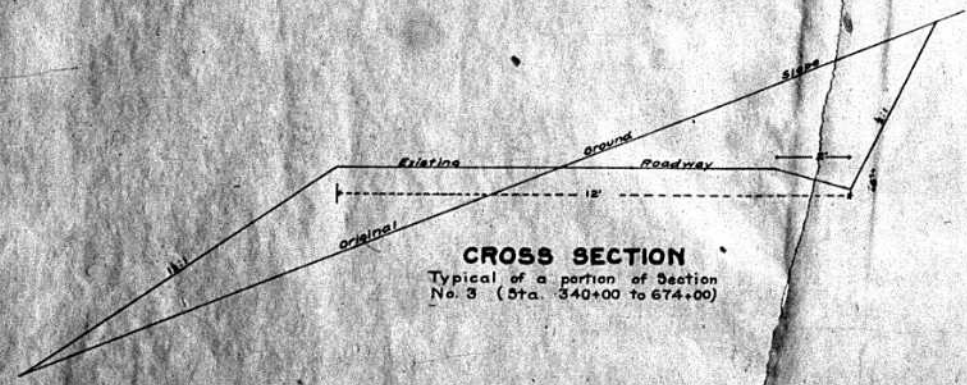 Slope
ground
½:1
2'
Existing
Roadway
12'
original
1½:1
CROSS SECTION
Typical of a portion of Section
No. 3 (Sta. 340+00 to 674+00)